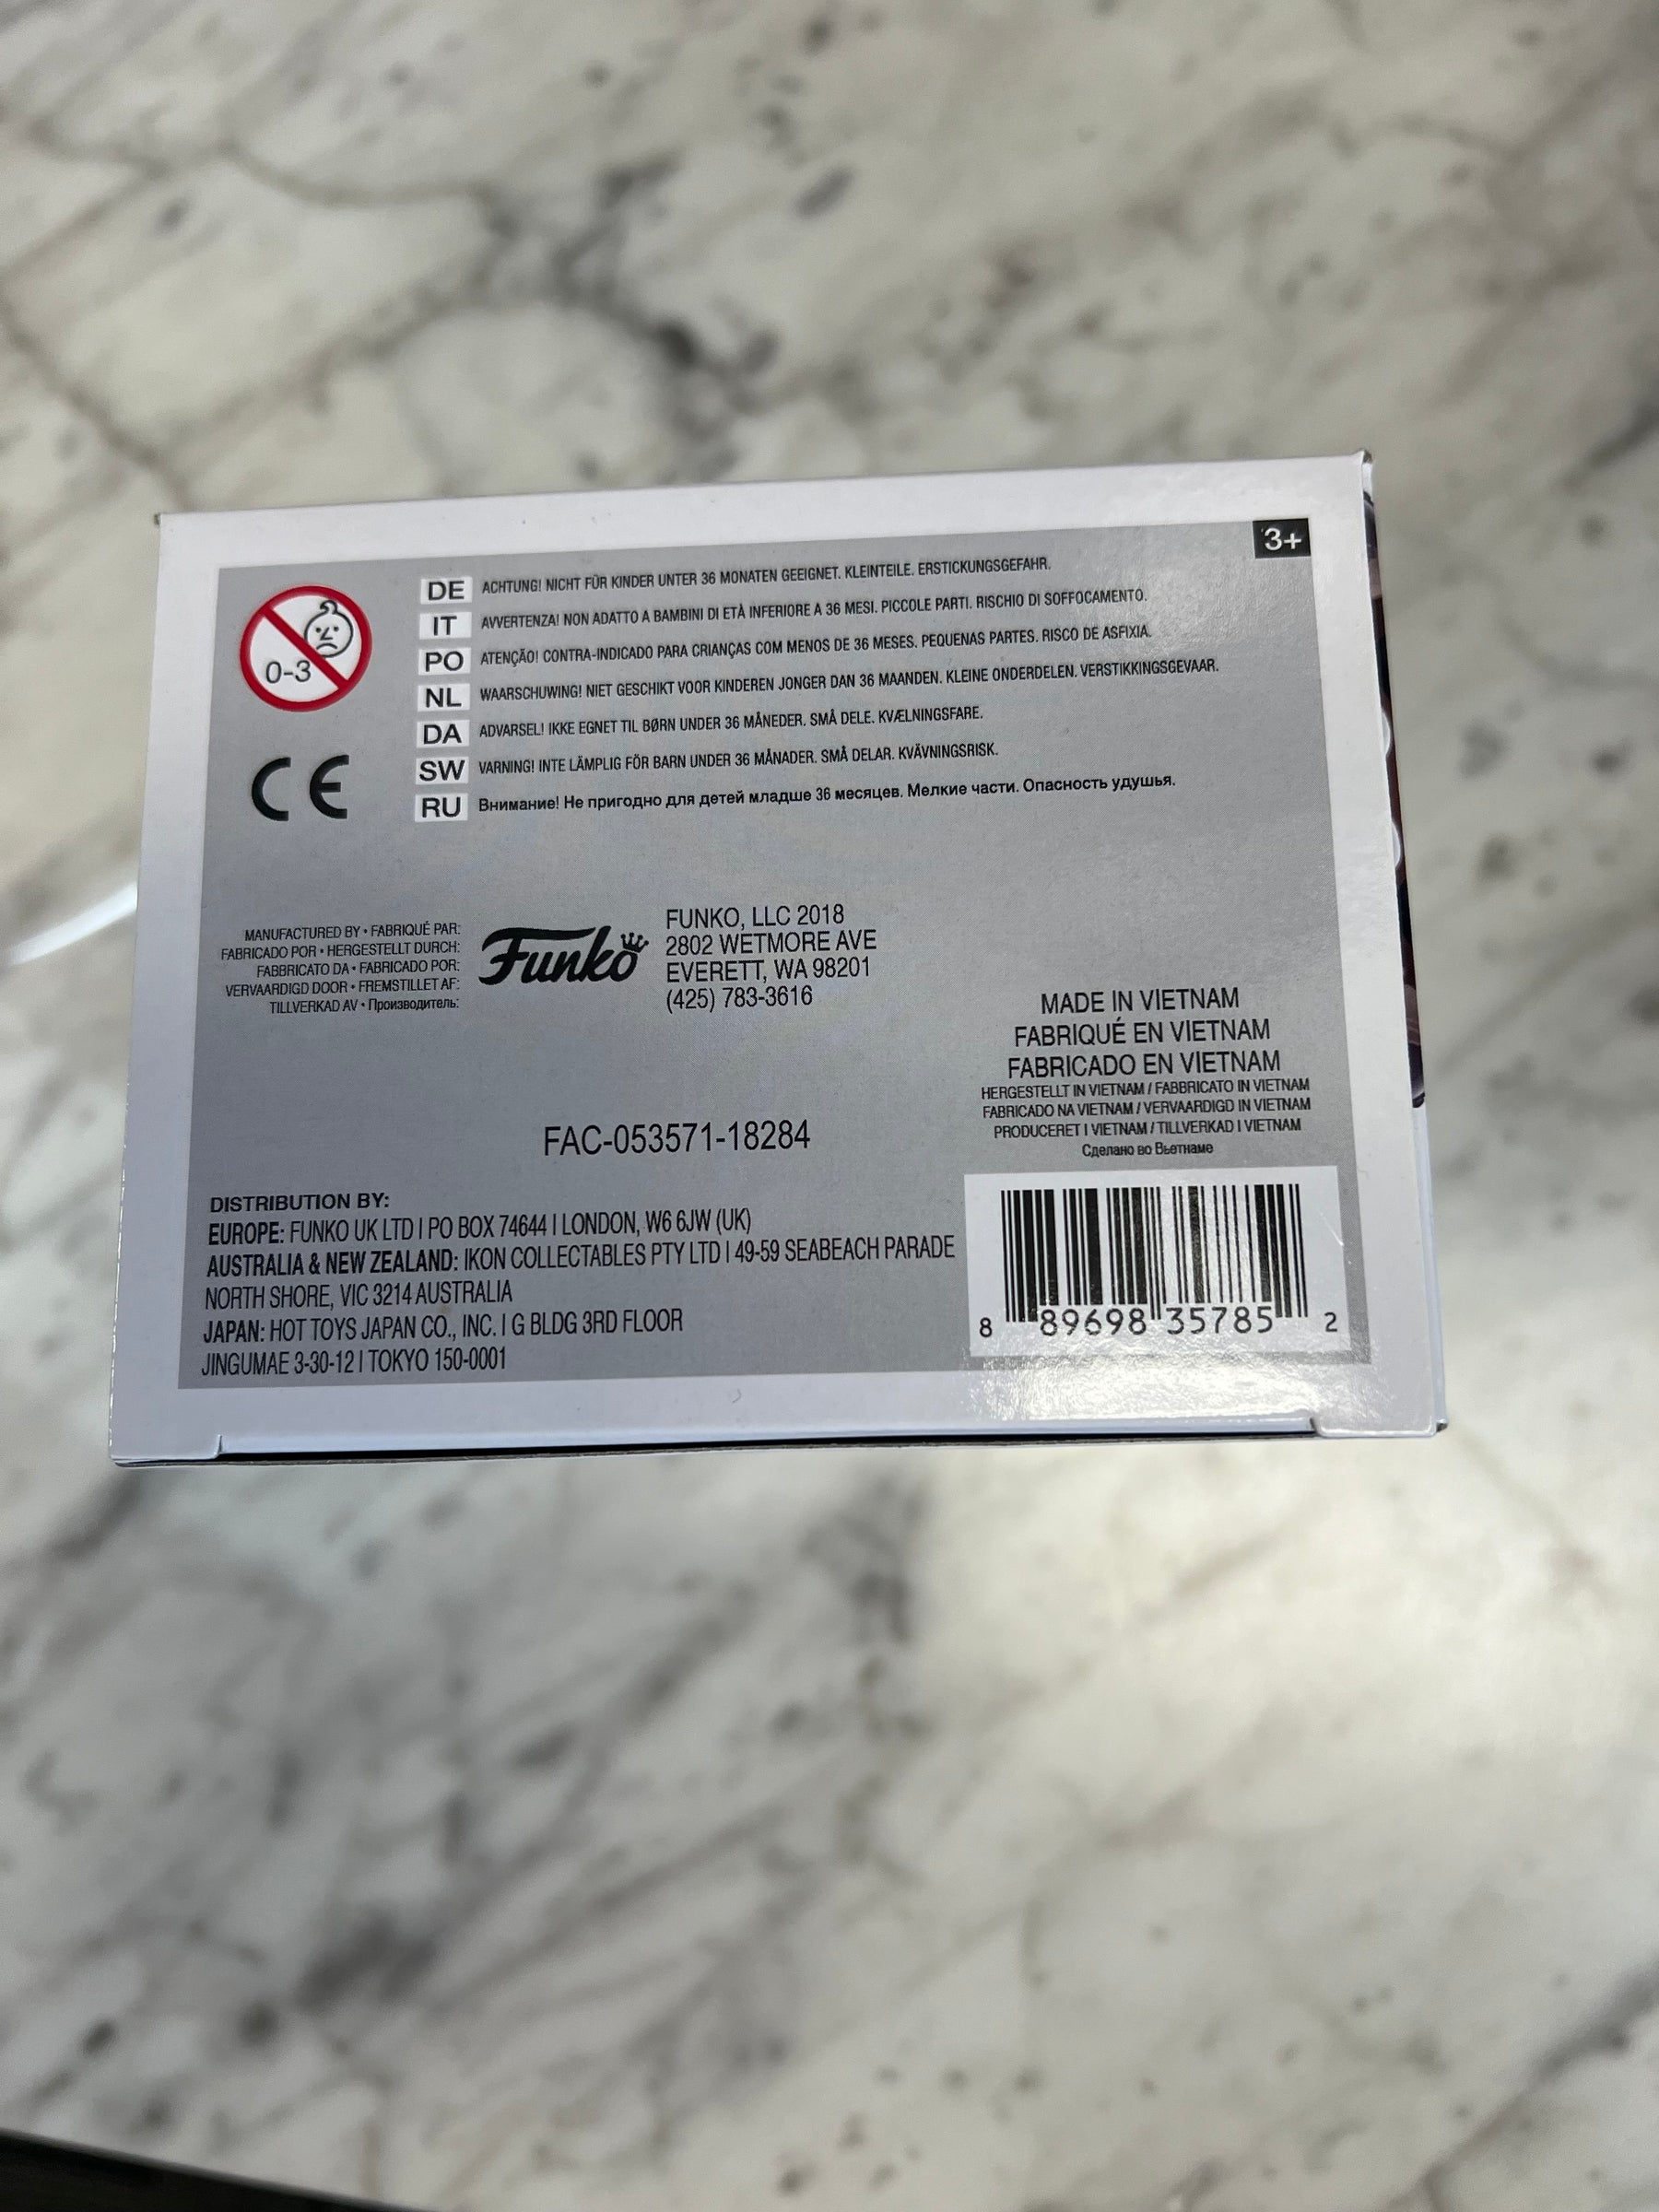 3+
0-3
DE ACHTUNG! NICHT FÜR KINDER UNTER 36 MONATEN GEEIGNET. KLEINTEILE. ERSTICKUNGSGEFAHR.
IT AVVERTENZA! NON ADATTO A BAMBINI DI ETÀ INFERIORE A 36 MESI. PICCOLE PARTI. RISCHIO DI SOFFOCAMENTO.
PO ATENÇÃO! CONTRA-INDICADO PARA CRIANÇAS COM MENOS DE 36 MESES. PEQUENAS PARTES. RISCO DE ASFIXIA.
NL WAARSCHUWING! NIET GESCHIKT VOOR KINDEREN JONGER DAN 36 MAANDEN. KLEINE ONDERDELEN. VERSTIKKINGSGEVAAR.
DA ADVARSEL! IKKE EGNET TIL BØRN UNDER 36 MÅNEDER. SMÅ DELE. KVÆLNINGSFARE.
SW VARNING! INTE LÄMPLIG FÖR BARN UNDER 36 MÅNADER. SMÅ DELAR. KVÄVNINGSRISK.
RU Внимание! Не пригодно для детей младше 36 месяцев. Мелкие части. Опасность удушья.
CE
MANUFACTURED BY • FABRIQUÉ PAR:
FABRICADO POR • HERGESTELLT DURCH:
FABBRICATO DA • FABRICADO POR:
VERVAARDIGD DOOR • FREMSTILLET AF:
TILLVERKAD AV • Производитель:
Funko
FUNKO, LLC 2018
2802 WETMORE AVE
EVERETT, WA 98201
(425) 783-3616
MADE IN VIETNAM
FABRIQUÉ EN VIETNAM
FABRICADO EN VIETNAM
HERGESTELLT IN VIETNAM / FABBRICATO IN VIETNAM
FABRICADO NA VIETNAM / VERVAARDIGD IN VIETNAM
PRODUCERET I VIETNAM / TILLVERKAD I VIETNAM
Сделано во Вьетнаме
FAC-053571-18284
DISTRIBUTION BY:
EUROPE: FUNKO UK LTD | PO BOX 74644 | LONDON, W6 6JW (UK)
AUSTRALIA & NEW ZEALAND: IKON COLLECTABLES PTY LTD | 49-59 SEABEACH PARADE
NORTH SHORE, VIC 3214 AUSTRALIA
JAPAN: HOT TOYS JAPAN CO., INC. | G BLDG 3RD FLOOR
JINGUMAE 3-30-12 | TOKYO 150-0001
8 89698 35785 2